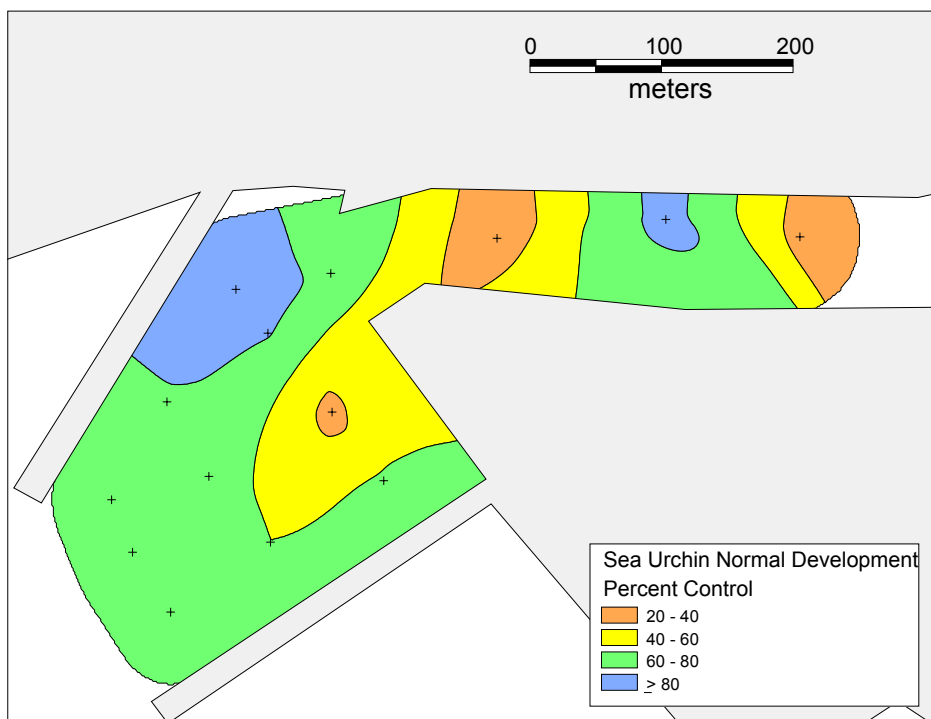 0 100 200
meters
Sea Urchin Normal Development
Percent Control
20 - 40
40 - 60
60 - 80
> 80